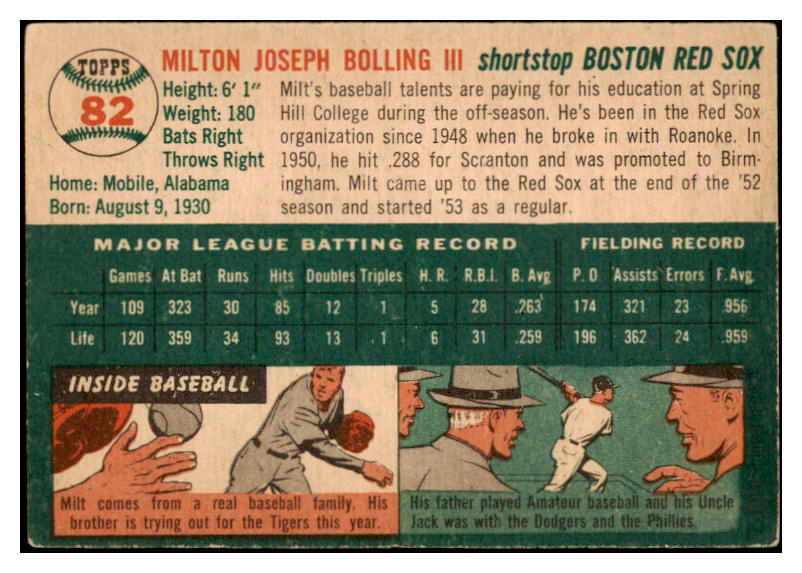 TOPPS
82
MILTON JOSEPH BOLLING III shortstop BOSTON RED SOX
Height: 6' 1"
Weight: 180
Bats Right
Throws Right
Home: Mobile, Alabama
Born: August 9, 1930
Milt's baseball talents are paying for his education at Spring
Hill College during the off-season. He's been in the Red Sox
organization since 1948 when he broke in with Roanoke. In
1950, he hit .288 for Scranton and was promoted to Birm-
ingham. Milt came up to the Red Sox at the end of the '52
season and started '53 as a regular.
MAJOR LEAGUE BATTING RECORD FIELDING RECORD
Games At Bat Runs Hits Doubles Triples H. R. R.B.I. B. Avg P. O Assists Errors F. Avg.
Year 109 323 30 85 12 1 5 28 .263 174 321 23 .956
Life 120 359 34 93 13 1 6 31 .259 196 362 24 .959
INSIDE BASEBALL
Milt comes from a real baseball family. His
brother is trying out for the Tigers this year.
His father played Amateur baseball and his Uncle
Jack was with the Dodgers and the Phillies.